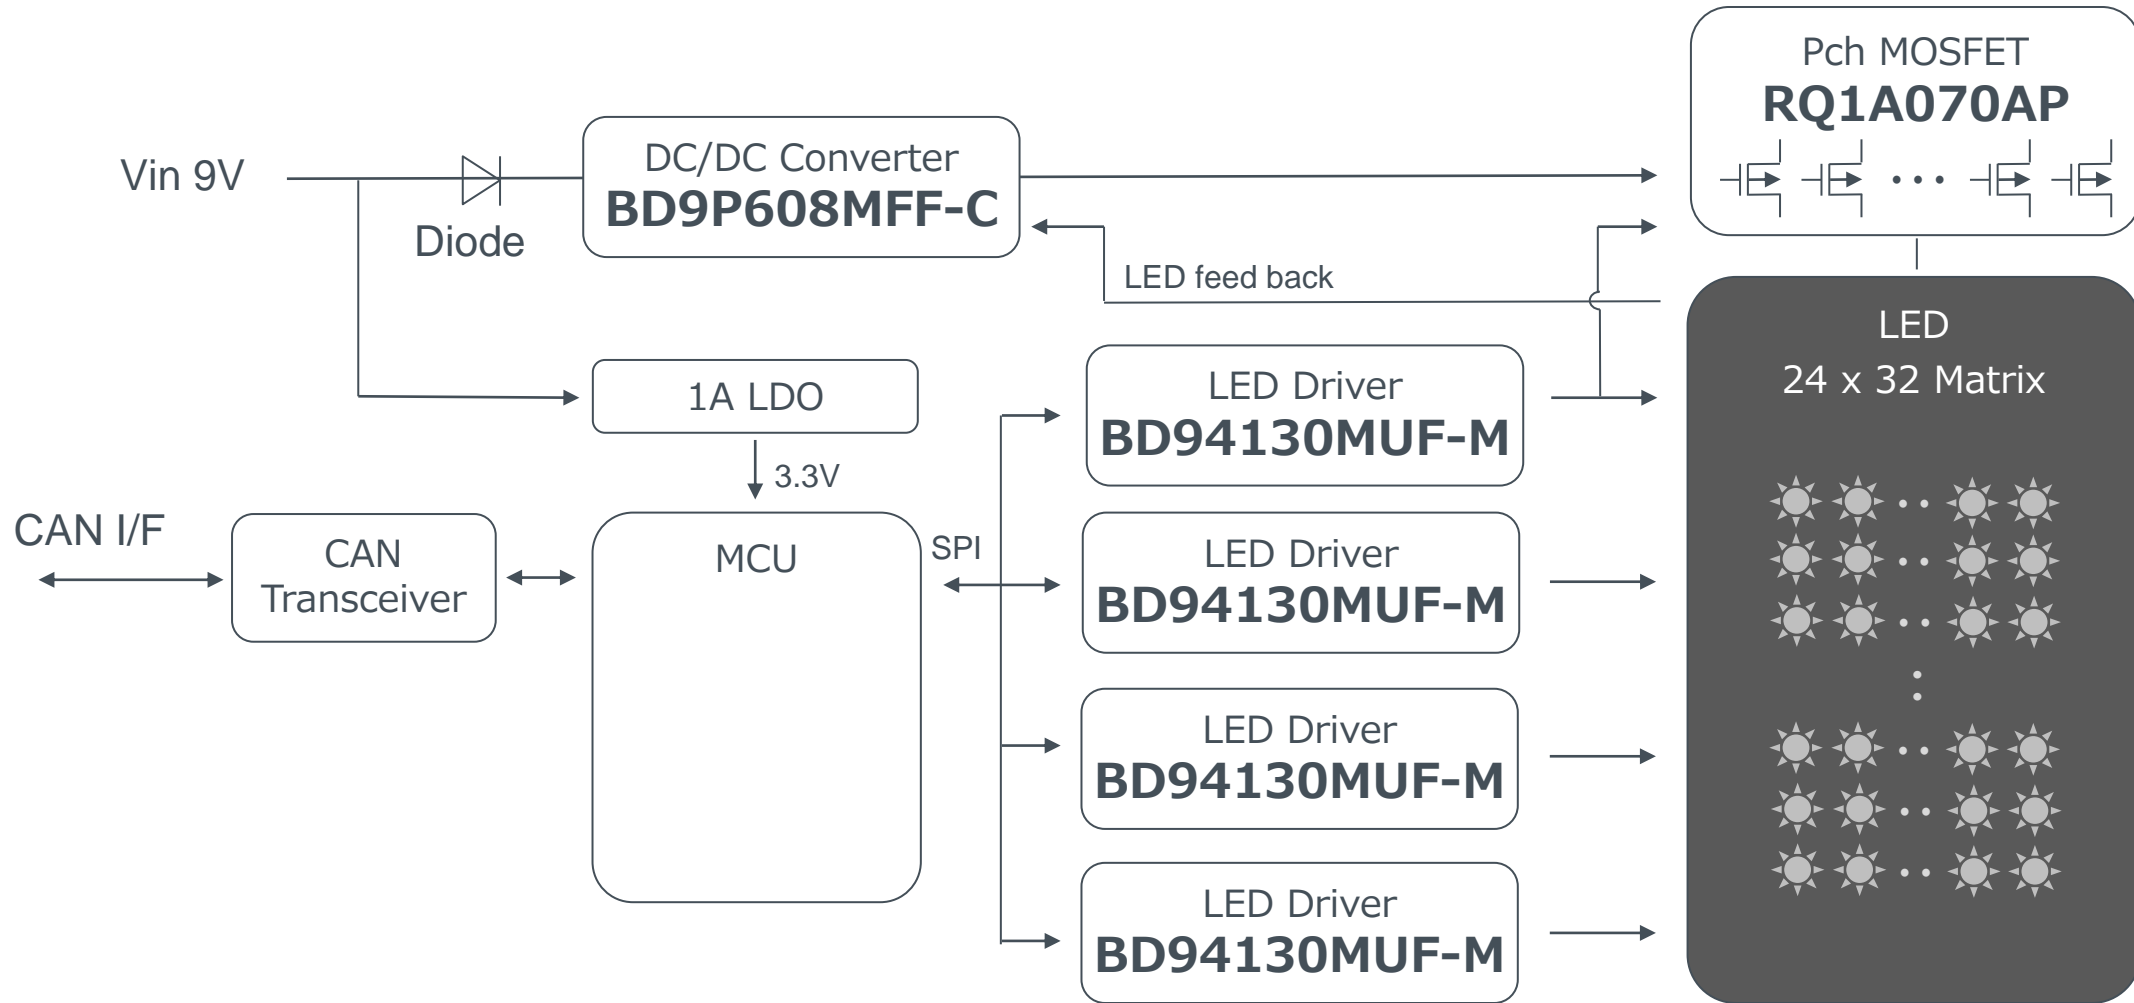 Pch MOSFET
RQ1A070AP
Vin 9V
Diode
DC/DC Converter
BD9P608MFF-C
LED feed back
LED
24 x 32 Matrix
1A LDO
3.3V
CAN I/F
CAN
Transceiver
MCU
SPI
LED Driver
BD94130MUF-M
LED Driver
BD94130MUF-M
LED Driver
BD94130MUF-M
LED Driver
BD94130MUF-M